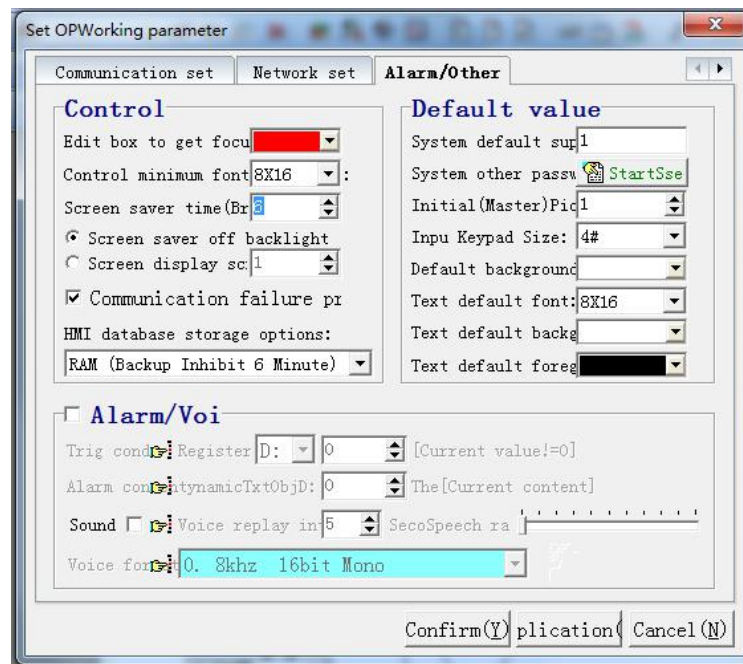 Set OPWorking parameter
Communication set
Network set
Alarm/Other
Control
Edit box to get focu
Control minimum font 8X16 :
Screen saver time(Br 6
Screen saver off backlight
Screen display sc: 1
Communication failure pr
HMI database storage options:
RAM (Backup Inhibit 6 Minute)
Default value
System default sup 1
System other passw StartSse
Initial(Master)Pic 1
Inpu Keypad Size: 4#
Default background
Text default font: 8X16
Text default backg
Text default foreg
Alarm/Voi
Trig cond Register D: 0 [Current value!=0]
Alarm con tynamicTxtObjD: 0 The[Current content]
Sound Voice replay in 5 SecoSpeech ra
Voice for t 0. 8khz 16bit Mono
Confirm(Y) plication( Cancel(N)